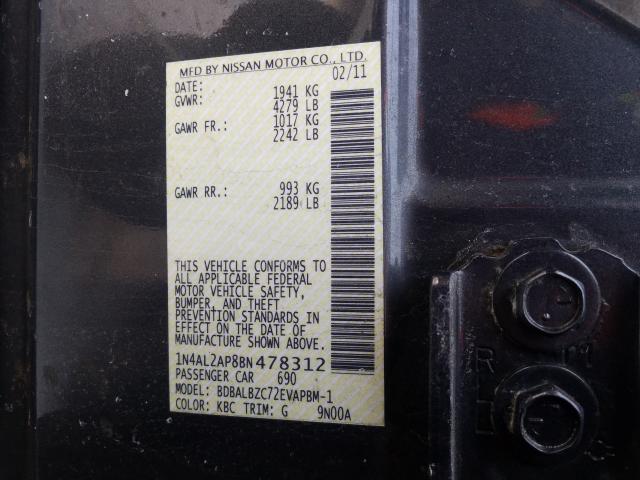 MFD BY NISSAN MOTOR CO., LTD.
DATE: 02/11
GVWR: 1941 KG
4279 LB
GAWR FR.: 1017 KG
2242 LB
GAWR RR.: 993 KG
2189 LB
THIS VEHICLE CONFORMS TO
ALL APPLICABLE FEDERAL
MOTOR VEHICLE SAFETY,
BUMPER, AND THEFT
PREVENTION STANDARDS IN
EFFECT ON THE DATE OF
MANUFACTURE SHOWN ABOVE.
1N4AL2AP8BN478312
PASSENGER CAR 690
MODEL: BDBALBZC72EVAPBM-1
COLOR: KBC TRIM: G 9N00A
R